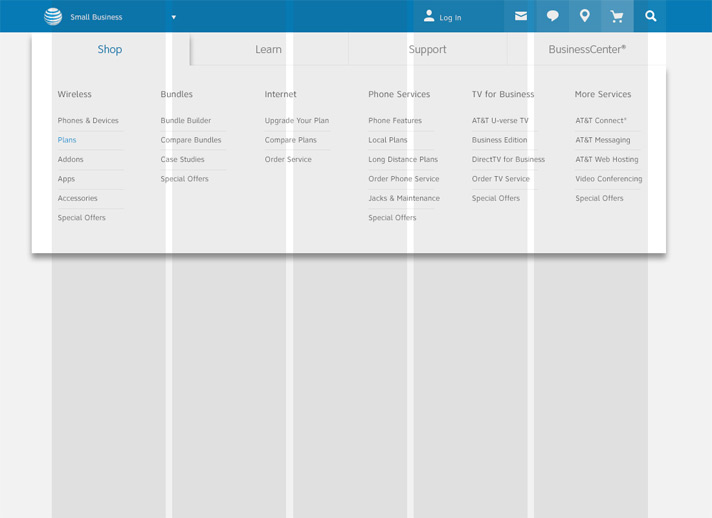 Small Business
Log In
Shop
Learn
Support
BusinessCenter®
Wireless
Phones & Devices
Plans
Addons
Apps
Accessories
Special Offers
Bundles
Bundle Builder
Compare Bundles
Case Studies
Special Offers
Internet
Upgrade Your Plan
Compare Plans
Order Service
Phone Services
Phone Features
Local Plans
Long Distance Plans
Order Phone Service
Jacks & Maintenance
Special Offers
TV for Business
AT&T U-verse TV
Business Edition
DirectTV for Business
Order TV Service
Special Offers
More Services
AT&T Connect®
AT&T Messaging
AT&T Web Hosting
Video Conferencing
Special Offers